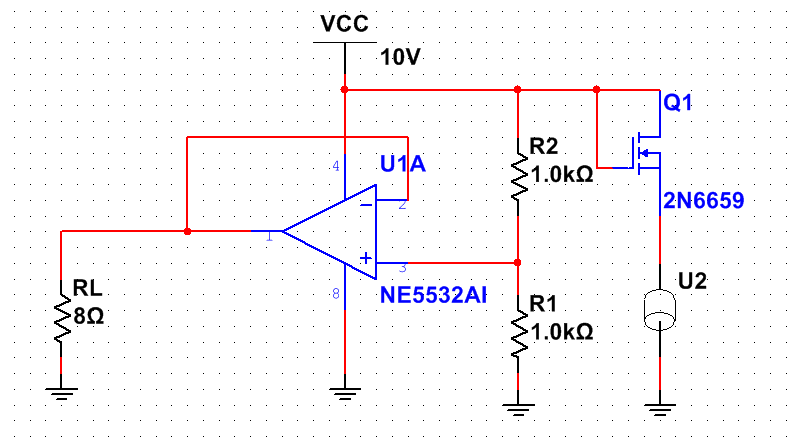 VCC
10V
Q1
R2
1.0kΩ
4
U1A
2
2N6659
1
3
U2
RL
8Ω
8
NE5532AI
R1
1.0kΩ